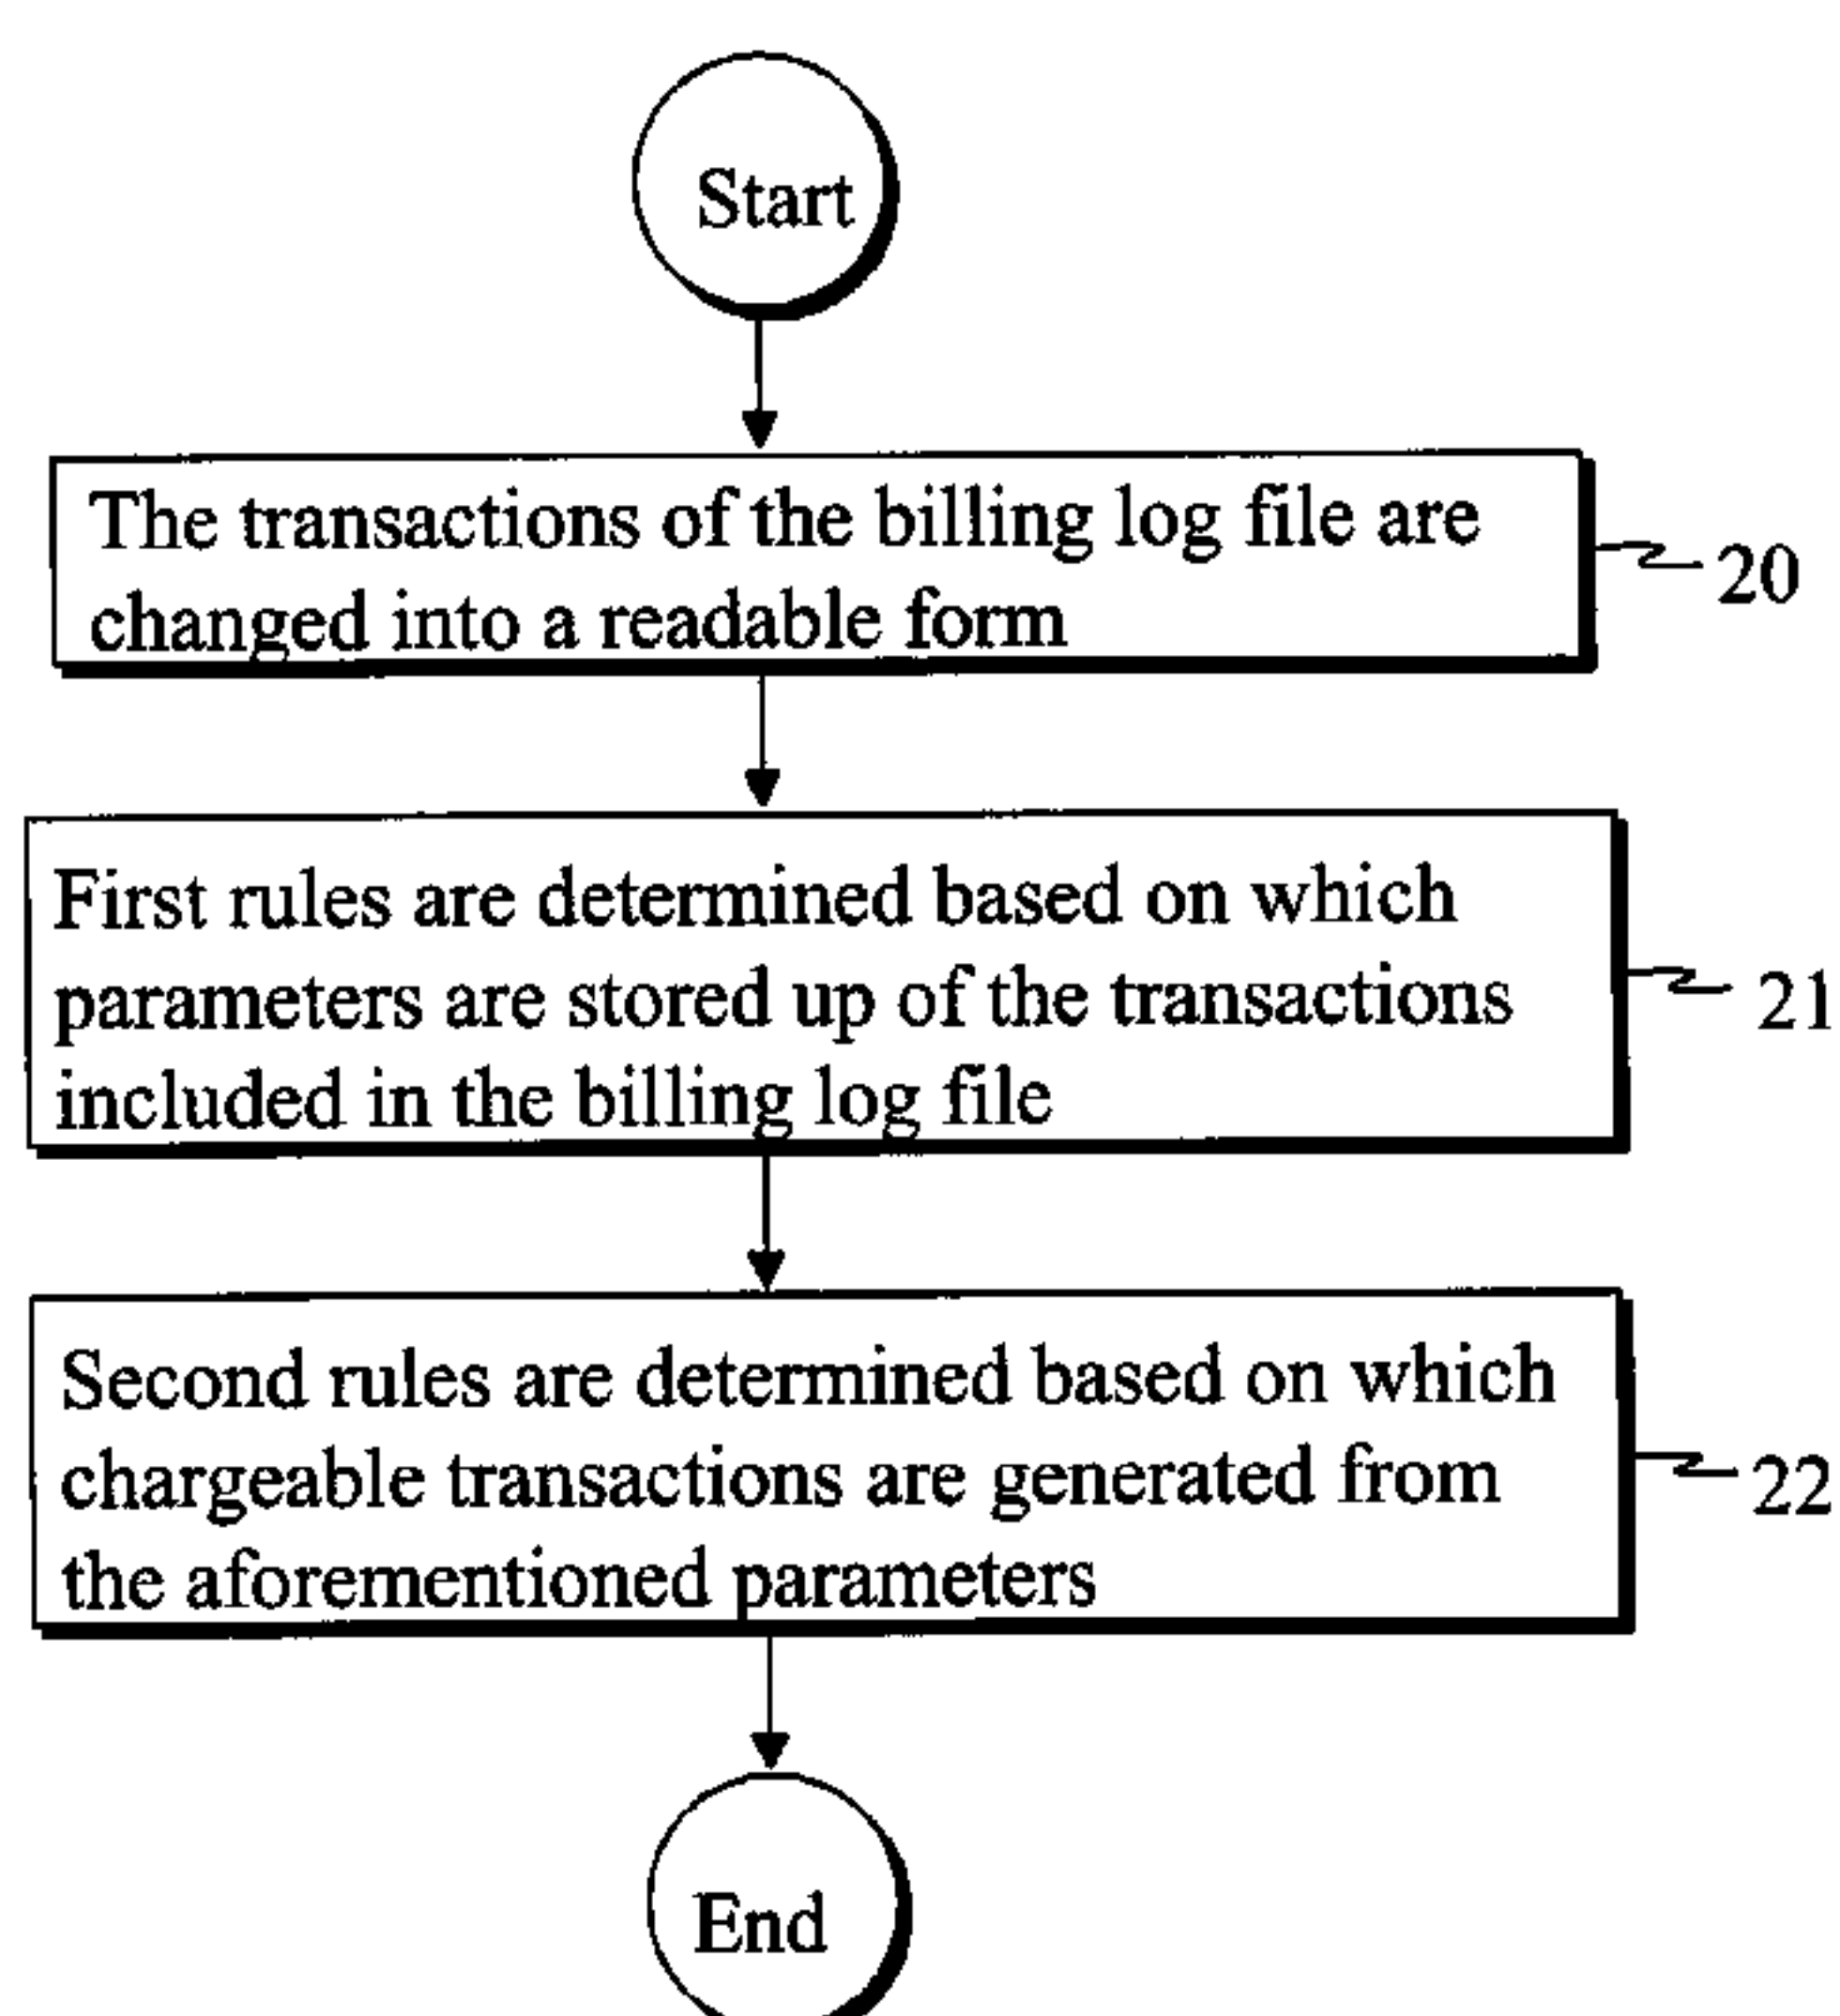 Start
The transactions of the billing log file are
changed into a readable form
20
First rules are determined based on which
parameters are stored up of the transactions
included in the billing log file
21
Second rules are determined based on which
chargeable transactions are generated from
the aforementioned parameters
22
End